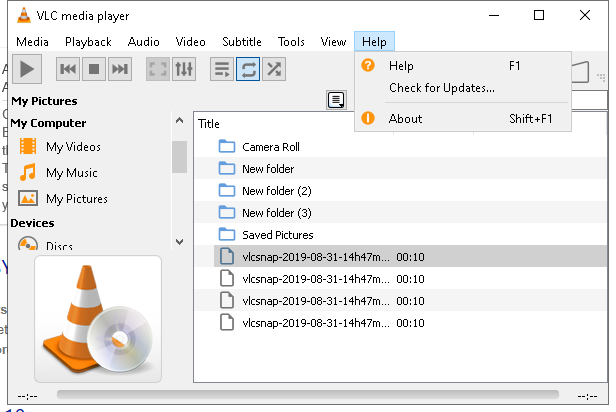 VLC media player
Media Playback Audio Video Subtitle Tools View Help
Help F1
Check for Updates...
About Shift+F1
My Pictures
My Computer
My Videos
My Music
My Pictures
Devices
Discs
Title
Camera Roll
New folder
New folder (2)
New folder (3)
Saved Pictures
vlcsnap-2019-08-31-14h47m... 00:10
vlcsnap-2019-08-31-14h47m... 00:10
vlcsnap-2019-08-31-14h47m... 00:10
vlcsnap-2019-08-31-14h47m... 00:10
--:-- --:--